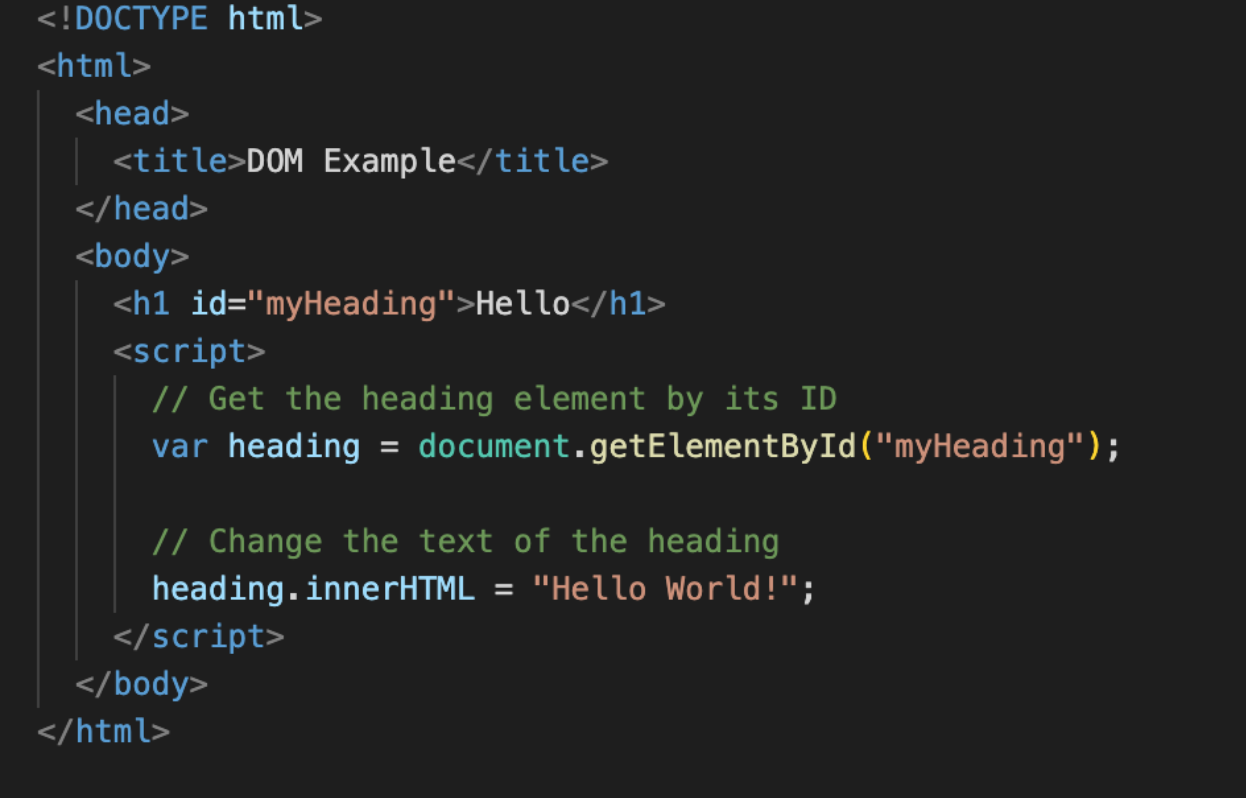 <!DOCTYPE html>
<html>
<head>
<title>DOM Example</title>
</head>
<body>
<h1 id="myHeading">Hello</h1>
<script>
// Get the heading element by its ID
var heading = document.getElementById("myHeading");
// Change the text of the heading
heading.innerHTML = "Hello World!";
</script>
</body>
</html>